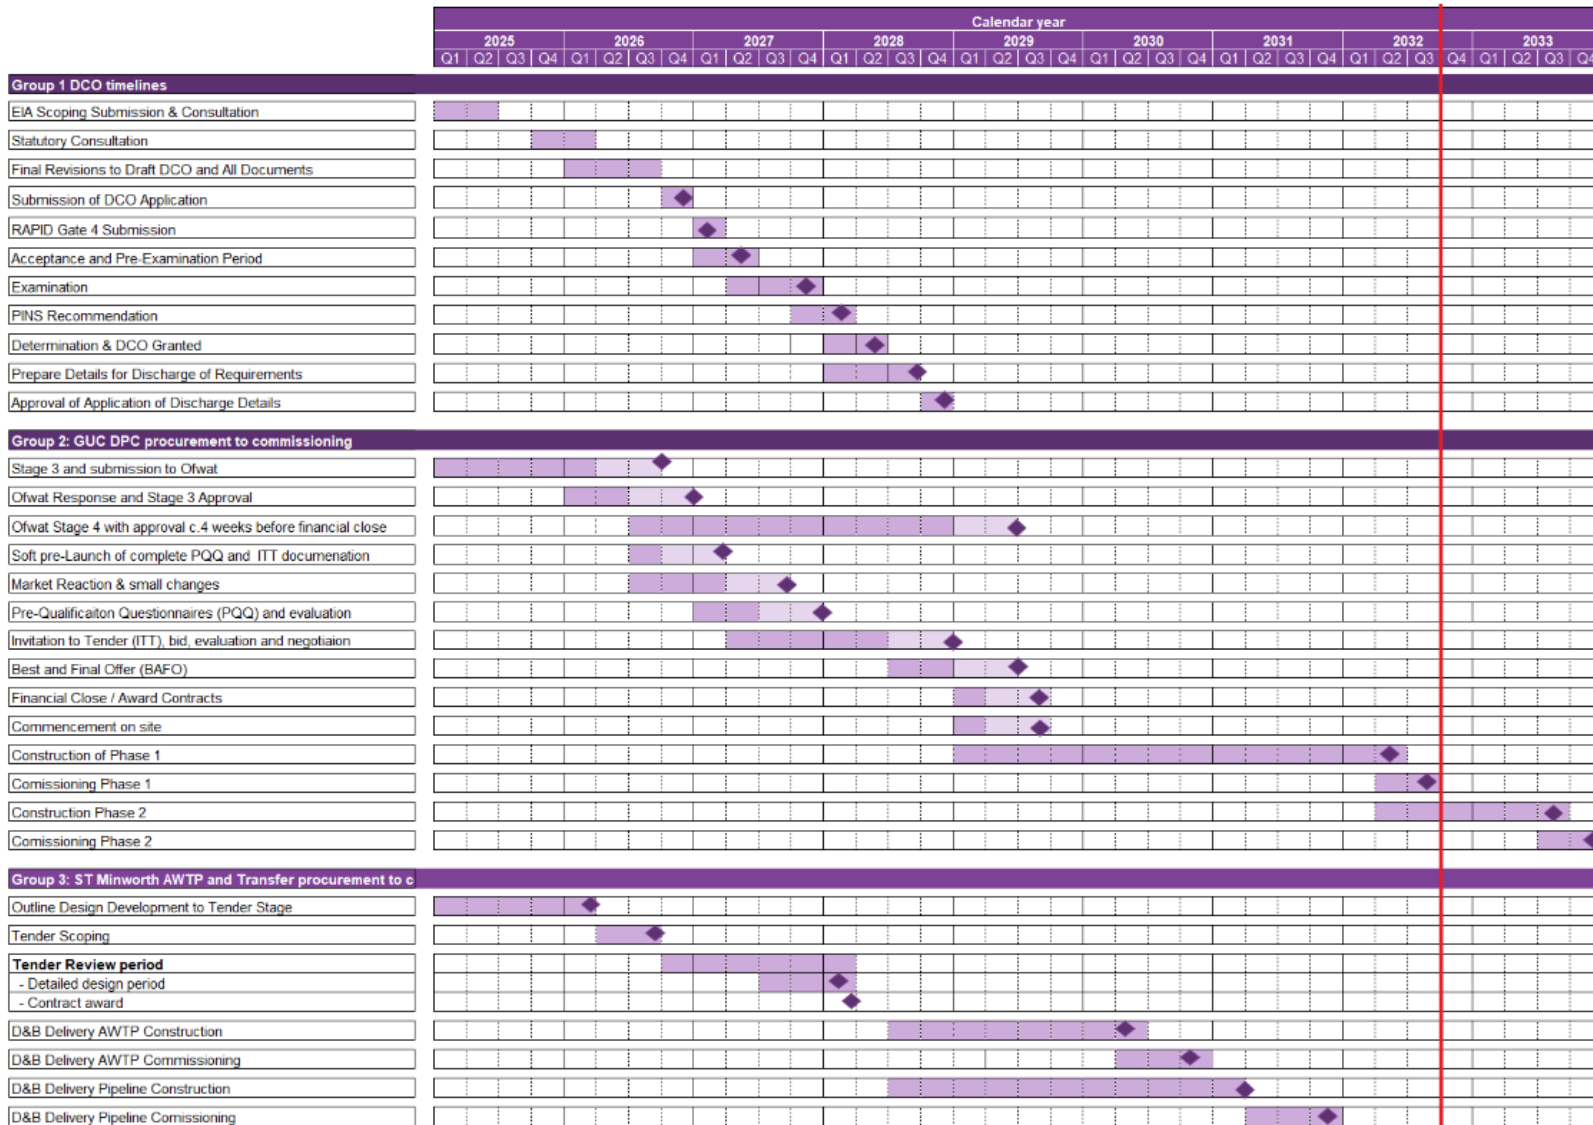 Calendar year
2025 2026 2027 2028 2029 2030 2031 2032 2033
Q1 Q2 Q3 Q4 Q1 Q2 Q3 Q4 Q1 Q2 Q3 Q4 Q1 Q2 Q3 Q4 Q1 Q2 Q3 Q4 Q1 Q2 Q3 Q4 Q1 Q2 Q3 Q4 Q1 Q2 Q3 Q4 Q1 Q2 Q3 Q4
Group 1 DCO timelines
EIA Scoping Submission & Consultation
Statutory Consultation
Final Revisions to Draft DCO and All Documents
Submission of DCO Application
RAPID Gate 4 Submission
Acceptance and Pre-Examination Period
Examination
PINS Recommendation
Determination & DCO Granted
Prepare Details for Discharge of Requirements
Approval of Application of Discharge Details
Group 2: GUC DPC procurement to commissioning
Stage 3 and submission to Ofwat
Ofwat Response and Stage 3 Approval
Ofwat Stage 4 with approval c.4 weeks before financial close
Soft pre-Launch of complete PQQ and ITT documenation
Market Reaction & small changes
Pre-Qualificaiton Questionnaires (PQQ) and evaluation
Invitation to Tender (ITT), bid, evaluation and negotiaion
Best and Final Offer (BAFO)
Financial Close / Award Contracts
Commencement on site
Construction of Phase 1
Comissioning Phase 1
Construction Phase 2
Comissioning Phase 2
Group 3: ST Minworth AWTP and Transfer procurement to c
Outline Design Development to Tender Stage
Tender Scoping
Tender Review period
- Detailed design period
- Contract award
D&B Delivery AWTP Construction
D&B Delivery AWTP Commissioning
D&B Delivery Pipeline Construction
D&B Delivery Pipeline Comissioning